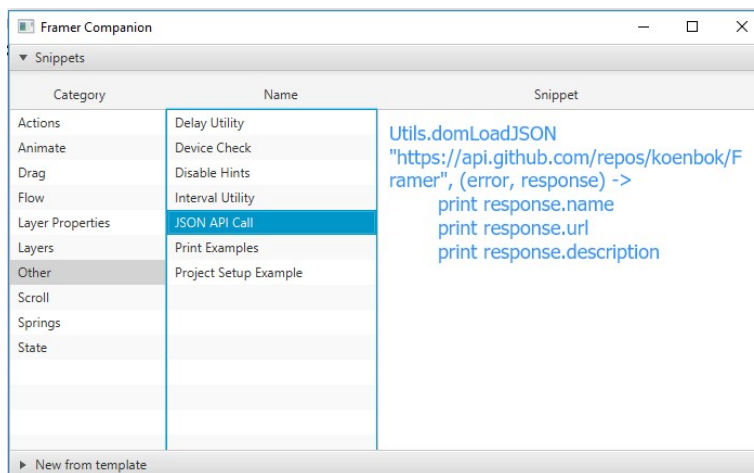 Framer Companion
Snippets
Category
Name
Snippet
Actions
Animate
Drag
Flow
Layer Properties
Layers
Other
Scroll
Springs
State
Delay Utility
Device Check
Disable Hints
Interval Utility
JSON API Call
Print Examples
Project Setup Example
Utils.domLoadJSON
"https://api.github.com/repos/koenbok/F
ramer", (error, response) ->
print response.name
print response.url
print response.description
New from template